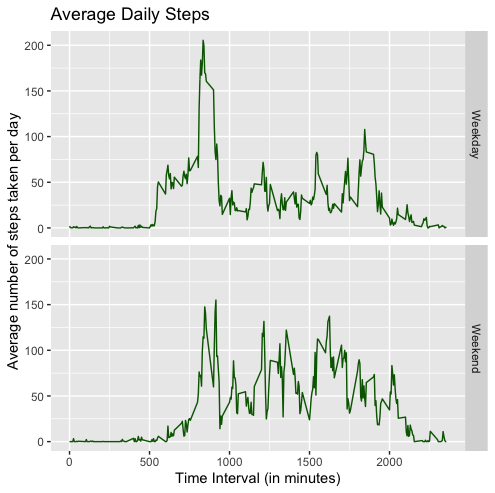 Average Daily Steps
Average number of steps taken per day
200
150
100
50
0
Weekday
200
150
100
50
0
Weekend
0 500 1000 1500 2000
Time Interval (in minutes)